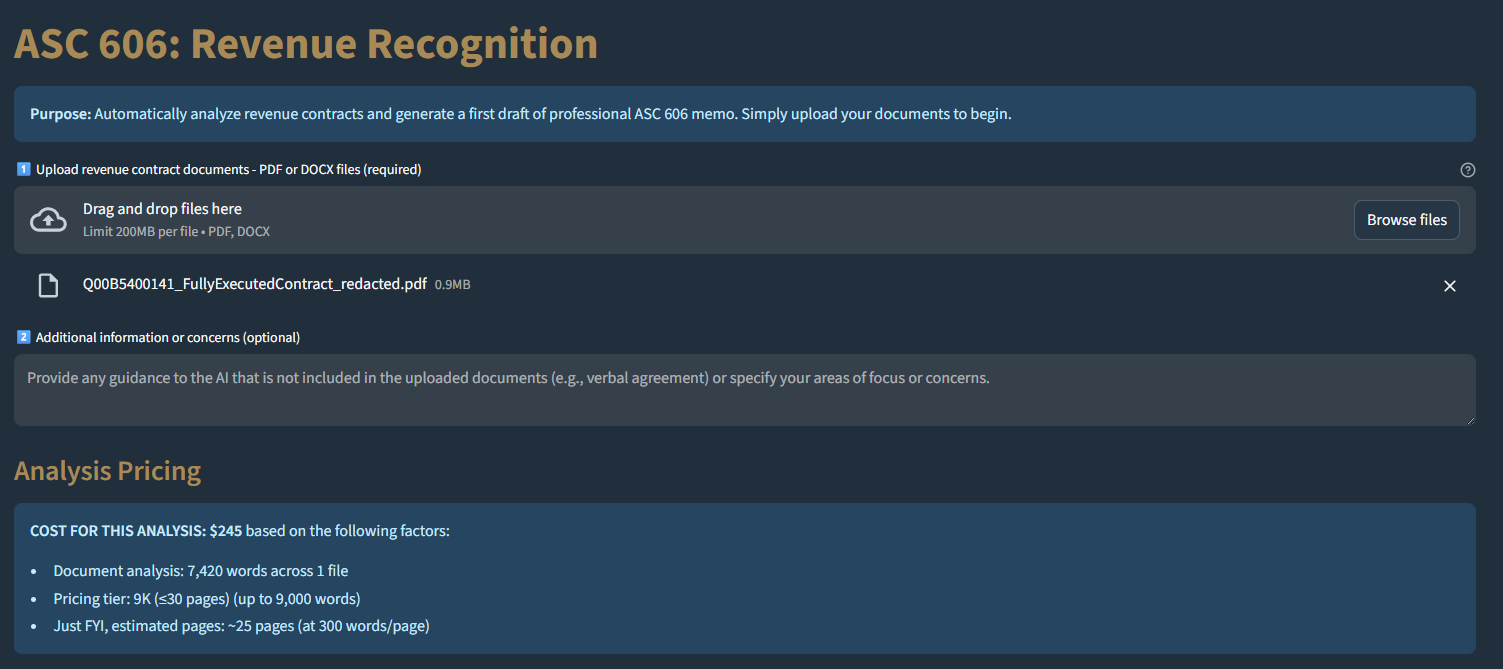 ASC 606: Revenue Recognition
Purpose: Automatically analyze revenue contracts and generate a first draft of professional ASC 606 memo. Simply upload your documents to begin.
1 Upload revenue contract documents - PDF or DOCX files (required)
?
Drag and drop files here
Limit 200MB per file • PDF, DOCX
Browse files
Q00B5400141_FullyExecutedContract_redacted.pdf 0.9MB
2 Additional information or concerns (optional)
Provide any guidance to the AI that is not included in the uploaded documents (e.g., verbal agreement) or specify your areas of focus or concerns.
Analysis Pricing
COST FOR THIS ANALYSIS: $245 based on the following factors:
• Document analysis: 7,420 words across 1 file
• Pricing tier: 9K (≤30 pages) (up to 9,000 words)
• Just FYI, estimated pages: ~25 pages (at 300 words/page)